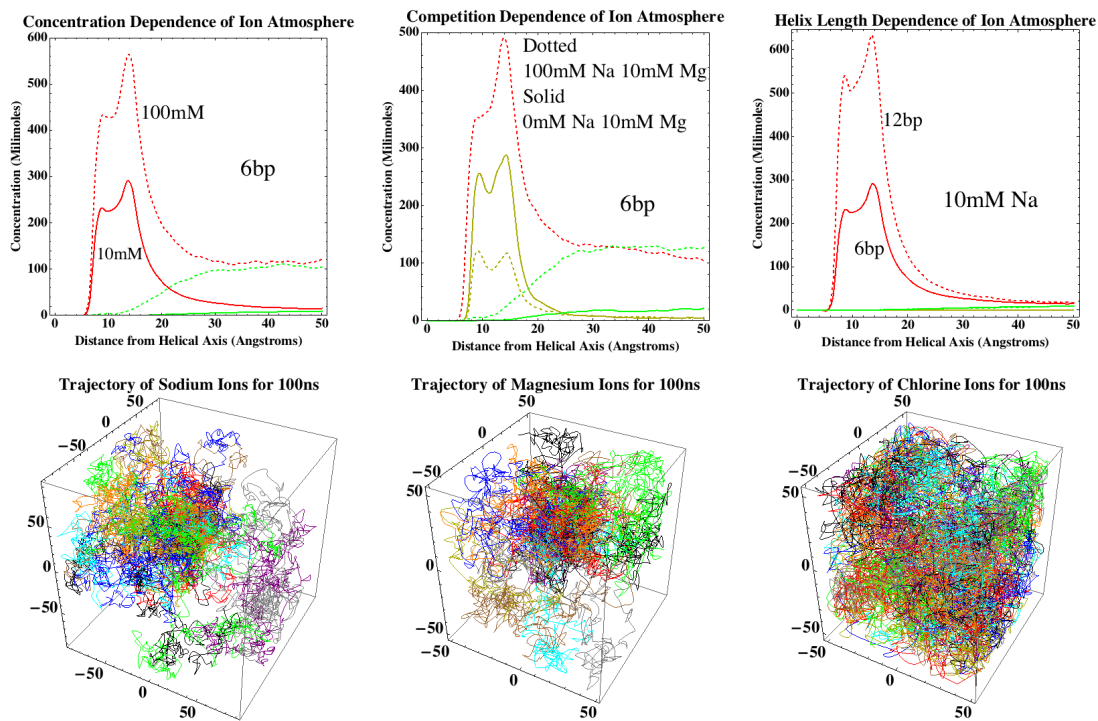 Concentration Dependence of Ion Atmosphere
600
500
400
300
200
100
0
Concentration (Milimoles)
100mM
6bp
10mM
0 10 20 30 40 50
Distance from Helical Axis (Angstroms)
Competition Dependence of Ion Atmosphere
500
400
300
200
100
0
Concentration (Milimoles)
Dotted
100mM Na 10mM Mg
Solid
0mM Na 10mM Mg
6bp
0 10 20 30 40 50
Distance from Helical Axis (Angstroms)
Helix Length Dependence of Ion Atmosphere
600
500
400
300
200
100
0
Concentration (Milimoles)
12bp
10mM Na
6bp
0 10 20 30 40 50
Distance from Helical Axis (Angstroms)
Trajectory of Sodium Ions for 100ns
50
0
−50
50
0
−50
−50
0
50
Trajectory of Magnesium Ions for 100ns
50
0
−50
50
0
−50
−50
0
50
Trajectory of Chlorine Ions for 100ns
50
0
−50
50
0
−50
−50
0
50